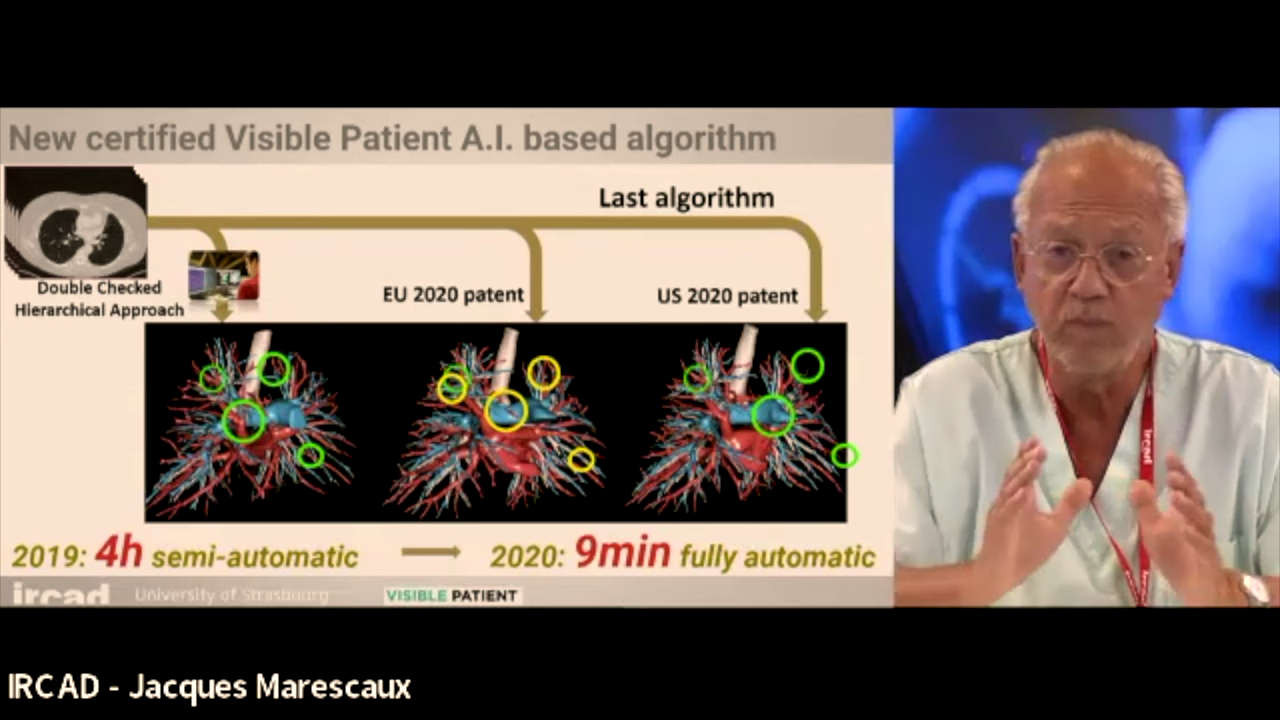 New certified Visible Patient A.I. based algorithm
Last algorithm
Double Checked
Hierarchical Approach
EU 2020 patent
US 2020 patent
2019: 4h semi-automatic
2020: 9min fully automatic
ircad
University of Strasbourg
VISIBLE PATIENT
ircad
IRCAD - Jacques Marescaux